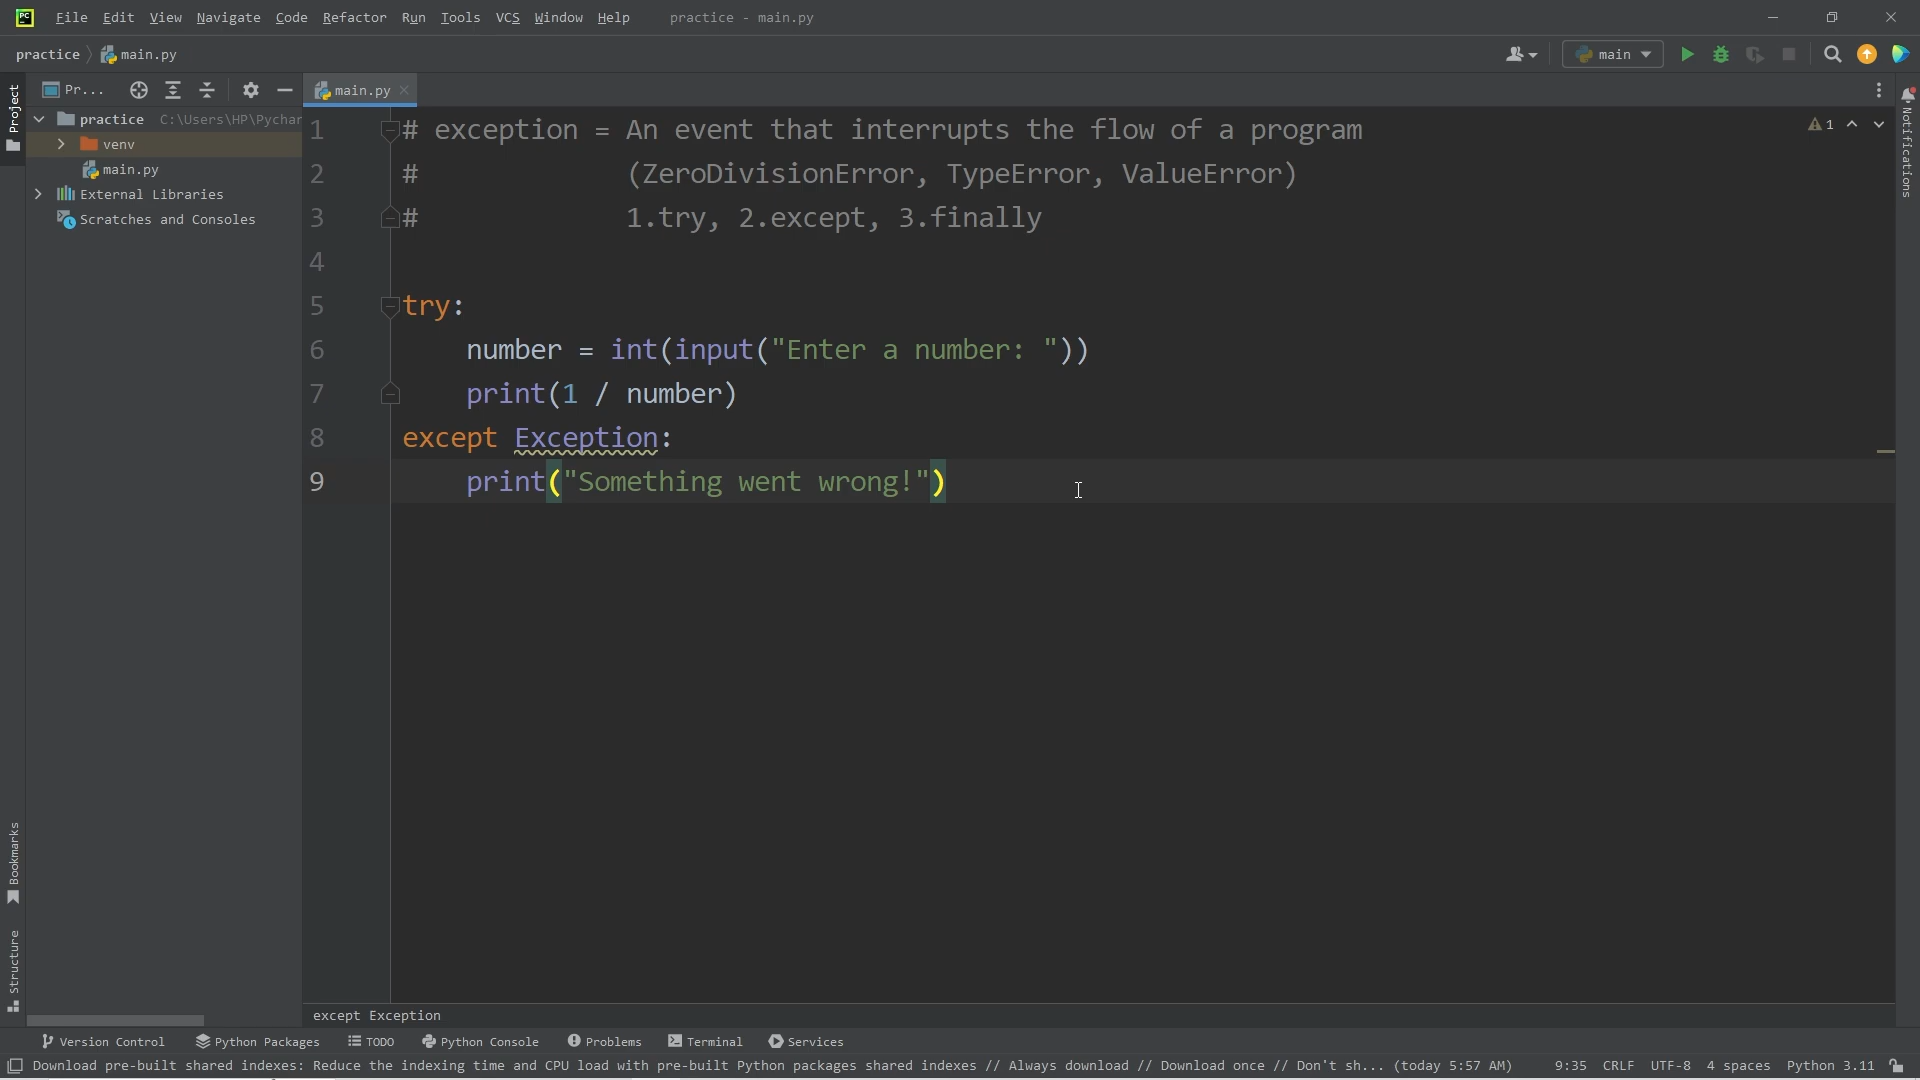 File Edit View Navigate Code Refactor Run Tools VCS Window Help practice - main.py
practice main.py main
Project Pr... main.py
practice C:\Users\HP\Pychar
venv
main.py
External Libraries
Scratches and Consoles
1 # exception = An event that interrupts the flow of a program
2 # (ZeroDivisionError, TypeError, ValueError)
3 # 1.try, 2.except, 3.finally
4
5 try:
6 number = int(input("Enter a number: "))
7 print(1 / number)
8 except Exception:
9 print("Something went wrong!")
1
Notifications
Bookmarks
Structure
except Exception
Version Control Python Packages TODO Python Console Problems Terminal Services
Download pre-built shared indexes: Reduce the indexing time and CPU load with pre-built Python packages shared indexes // Always download // Download once // Don't sh... (today 5:57 AM) 9:35 CRLF UTF-8 4 spaces Python 3.11